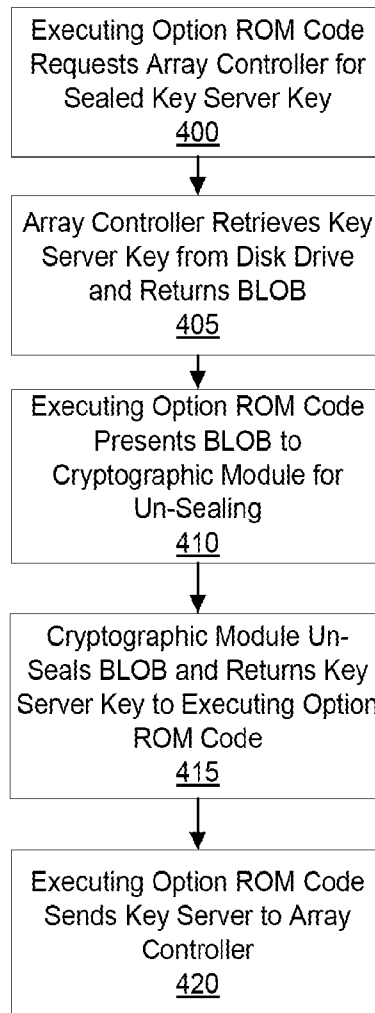 Executing Option ROM Code
Requests Array Controller for
Sealed Key Server Key
400
Array Controller Retrieves Key
Server Key from Disk Drive
and Returns BLOB
405
Executing Option ROM Code
Presents BLOB to
Cryptographic Module for
Un-Sealing
410
Cryptographic Module Un-
Seals BLOB and Returns Key
Server Key to Executing Option
ROM Code
415
Executing Option ROM Code
Sends Key Server to Array
Controller
420